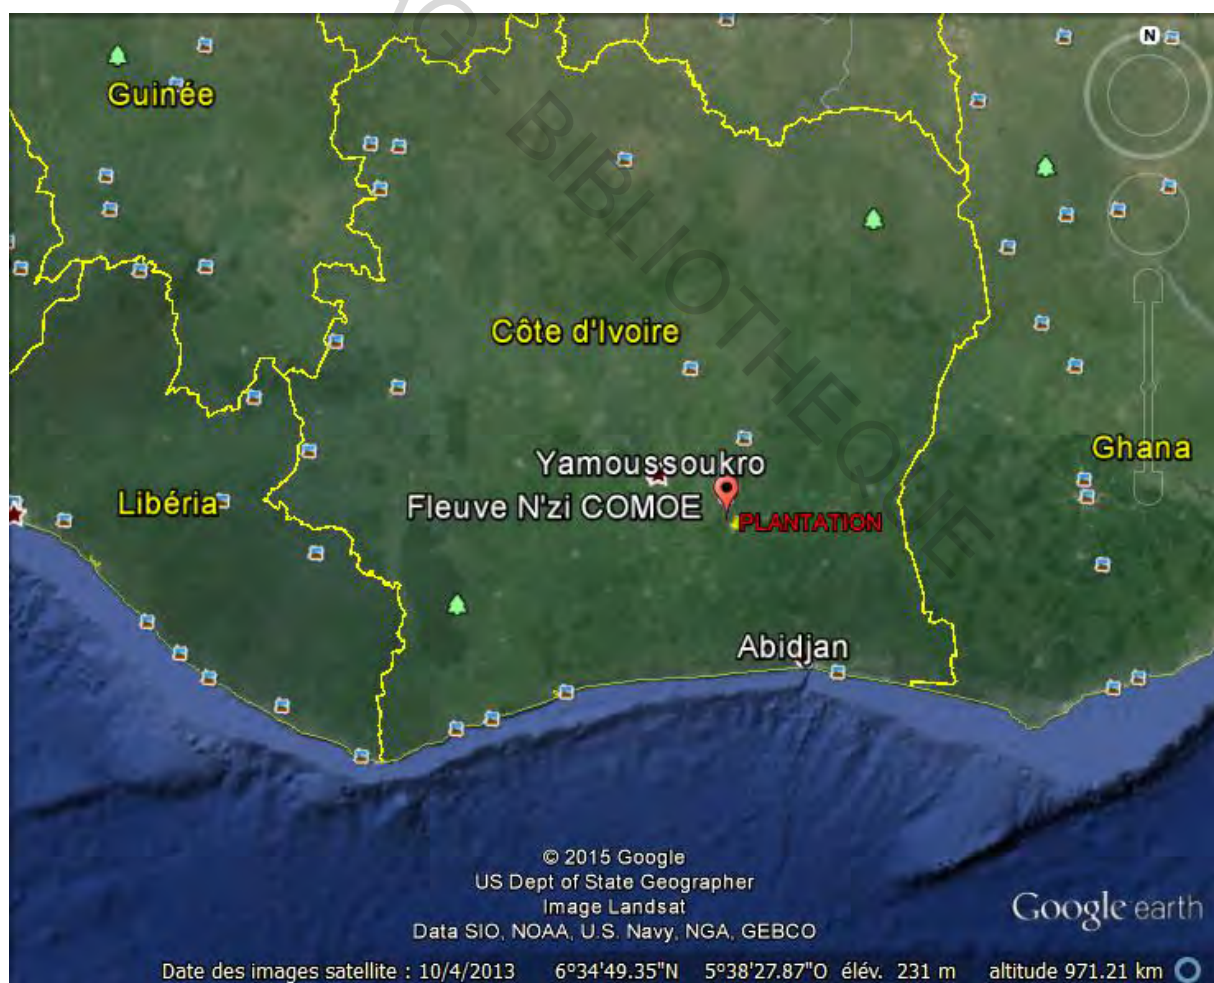 N
Guinée
Côte d'Ivoire
Ghana
Yamoussoukro
Libéria
Fleuve N'zi COMOE
PLANTATION
Abidjan
© 2015 Google
US Dept of State Geographer
Image Landsat
Data SIO, NOAA, U.S. Navy, NGA, GEBCO
Google earth
Date des images satellite : 10/4/2013 6°34'49.35"N 5°38'27.87"O élév. 231 m altitude 971.21 km
BIBLIOTHEQUE